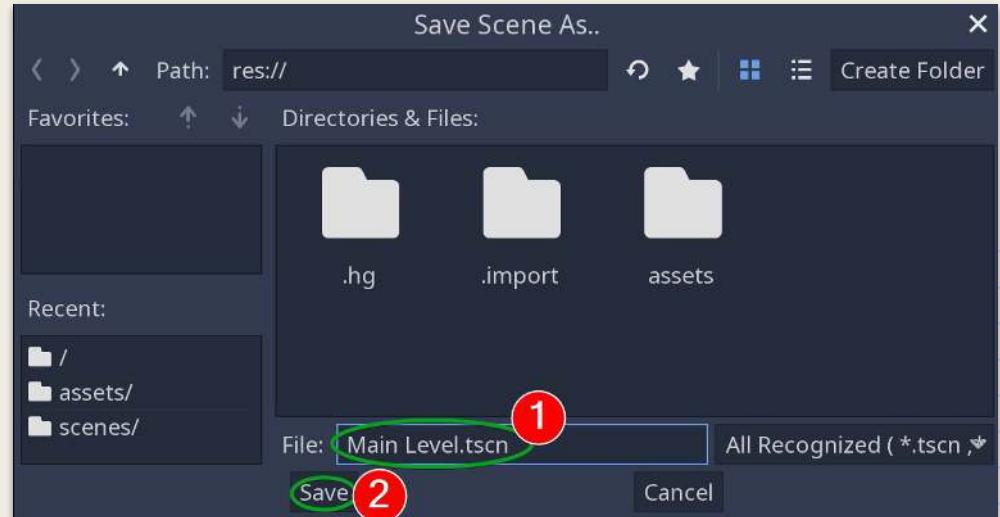 Save Scene As..
Path: res://
Create Folder
Favorites:
Directories & Files:
.hg
.import
assets
Recent:
/
assets/
scenes/
1
File: Main Level.tscn
All Recognized ( *.tscn ,
Save
2
Cancel